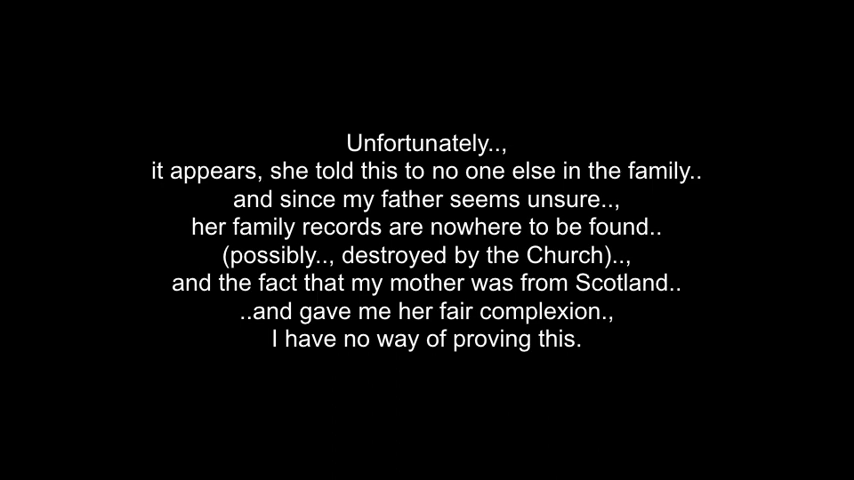 Unfortunately..,
it appears, she told this to no one else in the family..
and since my father seems unsure..,
her family records are nowhere to be found..
(possibly.., destroyed by the Church)..,
and the fact that my mother was from Scotland..
..and gave me her fair complexion.,
I have no way of proving this.